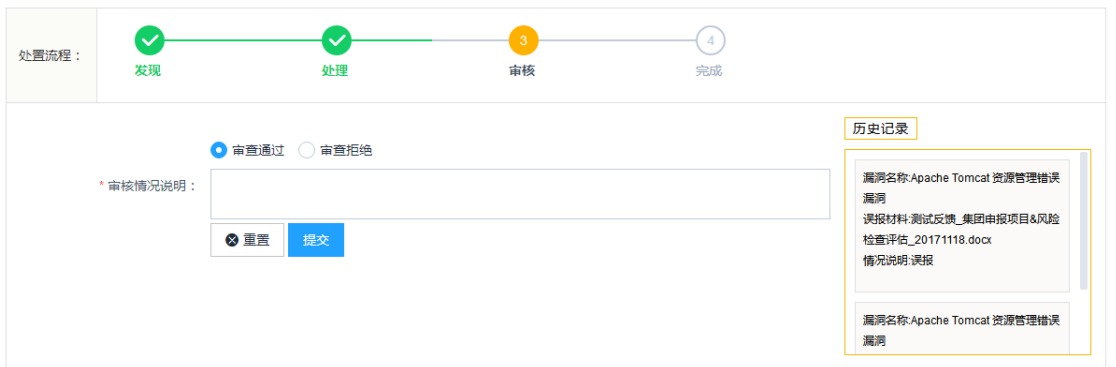 处置流程：
3
4
发现
处理
审核
完成
历史记录
审查通过
审查拒绝
* 审核情况说明：
重置
提交
漏洞名称:Apache Tomcat 资源管理错误
漏洞
误报材料:测试反馈_集团申报项目&风险
检查评估_20171118.docx
情况说明:误报
漏洞名称:Apache Tomcat 资源管理错误
漏洞